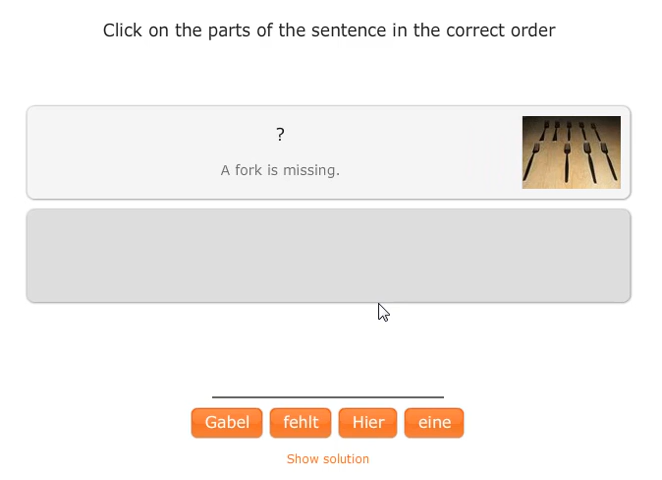 Click on the parts of the sentence in the correct order
?
A fork is missing.
Gabel fehlt Hier eine
Show solution